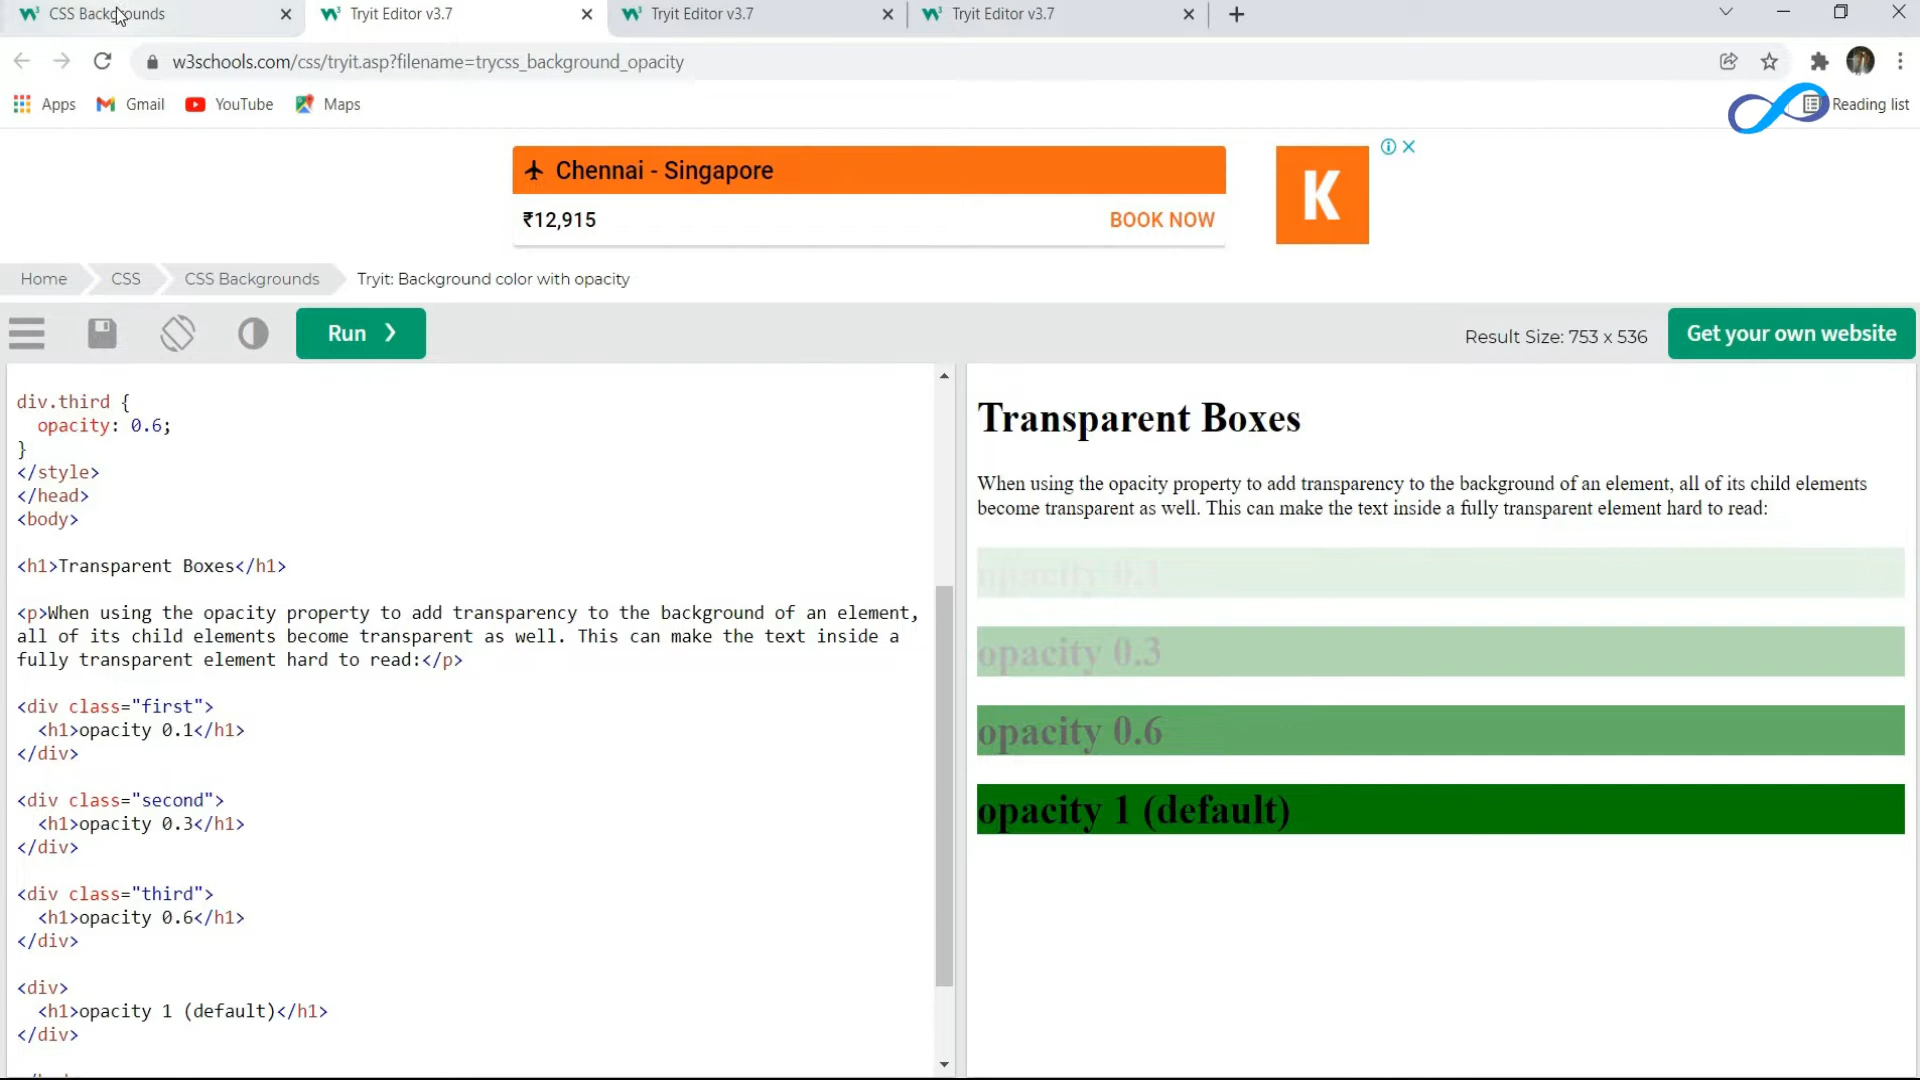 CSS Backgrounds
Tryit Editor v3.7
Tryit Editor v3.7
Tryit Editor v3.7
w3schools.com/css/tryit.asp?filename=trycss_background_opacity
Apps
Gmail
YouTube
Maps
Reading list
Chennai - Singapore
₹12,915
BOOK NOW
K
Home
CSS
CSS Backgrounds
Tryit: Background color with opacity
Run ❯
Result Size: 753 x 536
Get your own website
div.third {
opacity: 0.6;
}
</style>
</head>
<body>
<h1>Transparent Boxes</h1>
<p>When using the opacity property to add transparency to the background of an element,
all of its child elements become transparent as well. This can make the text inside a
fully transparent element hard to read:</p>
<div class="first">
<h1>opacity 0.1</h1>
</div>
<div class="second">
<h1>opacity 0.3</h1>
</div>
<div class="third">
<h1>opacity 0.6</h1>
</div>
<div>
<h1>opacity 1 (default)</h1>
</div>
Transparent Boxes
When using the opacity property to add transparency to the background of an element, all of its child elements
become transparent as well. This can make the text inside a fully transparent element hard to read:
opacity 0.1
opacity 0.3
opacity 0.6
opacity 1 (default)